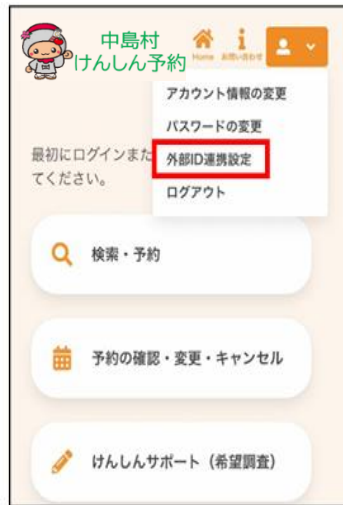 中島村
けんしん予約
Home
お問い合わせ
アカウント情報の変更
パスワードの変更
外部ID連携設定
ログアウト
最初にログインまた
てください。
検索・予約
予約の確認・変更・キャンセル
けんしんサポート（希望調査）